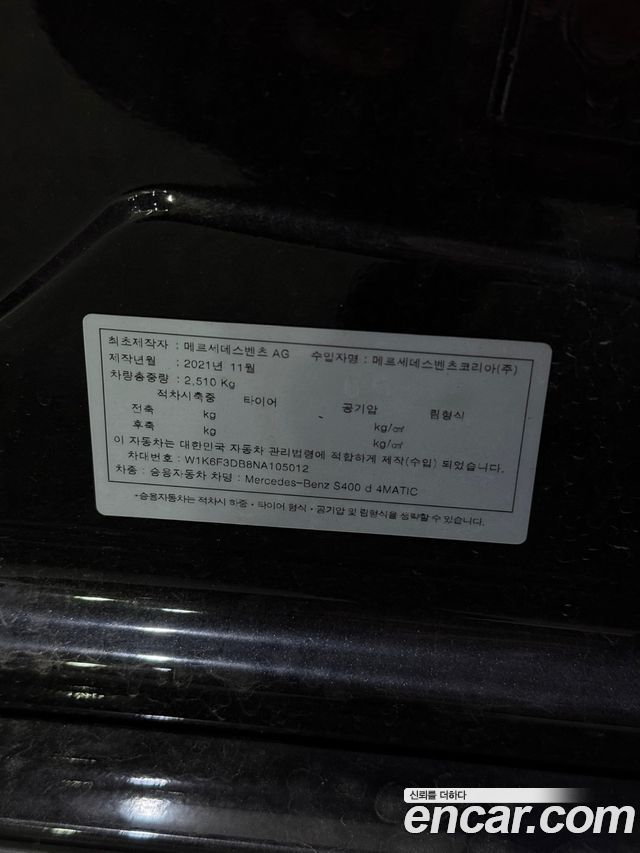 최초제작자 : 메르세데스벤츠 AG 수입자명 : 메르세데스벤츠코리아(주)
제작년월 : 2021년 11월
차량총중량 : 2,510 Kg
적차시축중 타이어 공기압 림형식
전축 kg kg/㎠
후축 kg kg/㎠
이 자동차는 대한민국 자동차 관리법령에 적합하게 제작(수입) 되었습니다.
차대번호 : W1K6F3DB8NA105012
차종 : 승용자동차 차명 : Mercedes-Benz S400 d 4MATIC
*승용자동차는 적차시 하중·타이어 형식·공기압 및 림형식을 생략할 수 있습니다.
신뢰를 더하다
encar.com